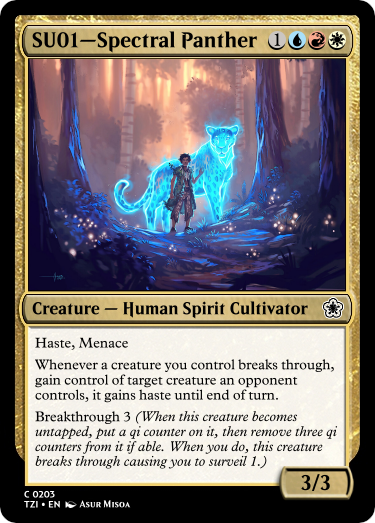 SU01—Spectral Panther 1
Creature — Human Spirit Cultivator
Haste, Menace
Whenever a creature you control breaks through,
gain control of target creature an opponent
controls, it gains haste until end of turn.
Breakthrough 3 (When this creature becomes
untapped, put a qi counter on it, then remove three qi
counters from it if able. When you do, this creature
breaks through causing you to surveil 1.)
3/3
C 0203
TZI • EN Asur Misoa